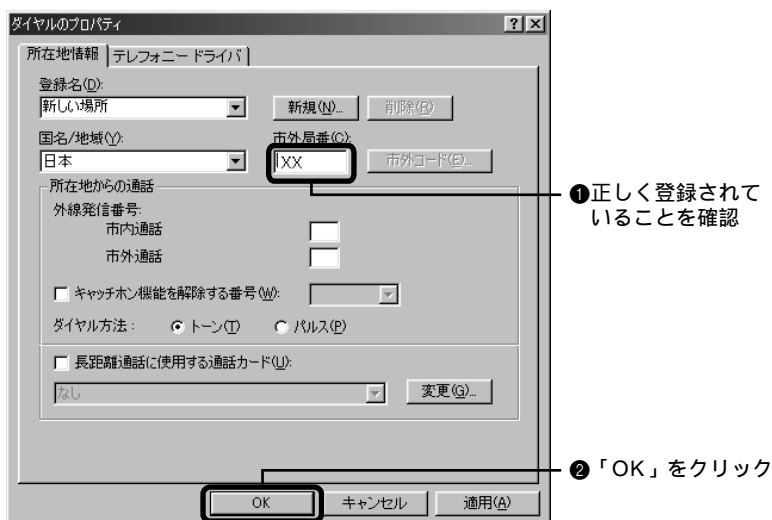 ダイヤルのプロパティ
所在地情報 テレフォニー ドライバ
登録名(D):
新しい場所 新規(N)... 削除(R)
国名/地域(Y): 市外局番(C):
日本 XX 市外コード(E)...
所在地からの通話
外線発信番号:
市内通話
市外通話
キャッチホン機能を解除する番号(W):
ダイヤル方法: トーン(T) パルス(P)
長距離通話に使用する通話カード(U):
なし 変更(G)...
OK キャンセル 適用(A)
❶正しく登録されて
いることを確認
❷「OK」をクリック